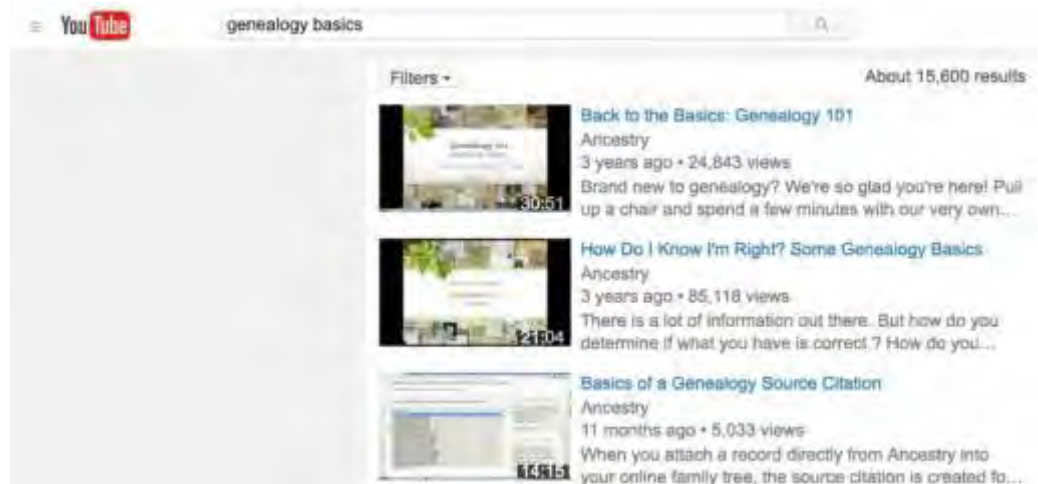 YouTube
genealogy basics
Filters
About 15,600 results
Back to the Basics: Genealogy 101
Ancestry
3 years ago • 24,843 views
Brand new to genealogy? We're so glad you're here! Pull
up a chair and spend a few minutes with our very own...
Genealogy 101
30:51
How Do I Know I'm Right? Some Genealogy Basics
Ancestry
3 years ago • 85,118 views
There is a lot of information out there. But how do you
determine if what you have is correct ? How do you...
21:04
Basics of a Genealogy Source Citation
Ancestry
11 months ago • 5,033 views
When you attach a record directly from Ancestry into
your online family tree, the source citation is created fo...